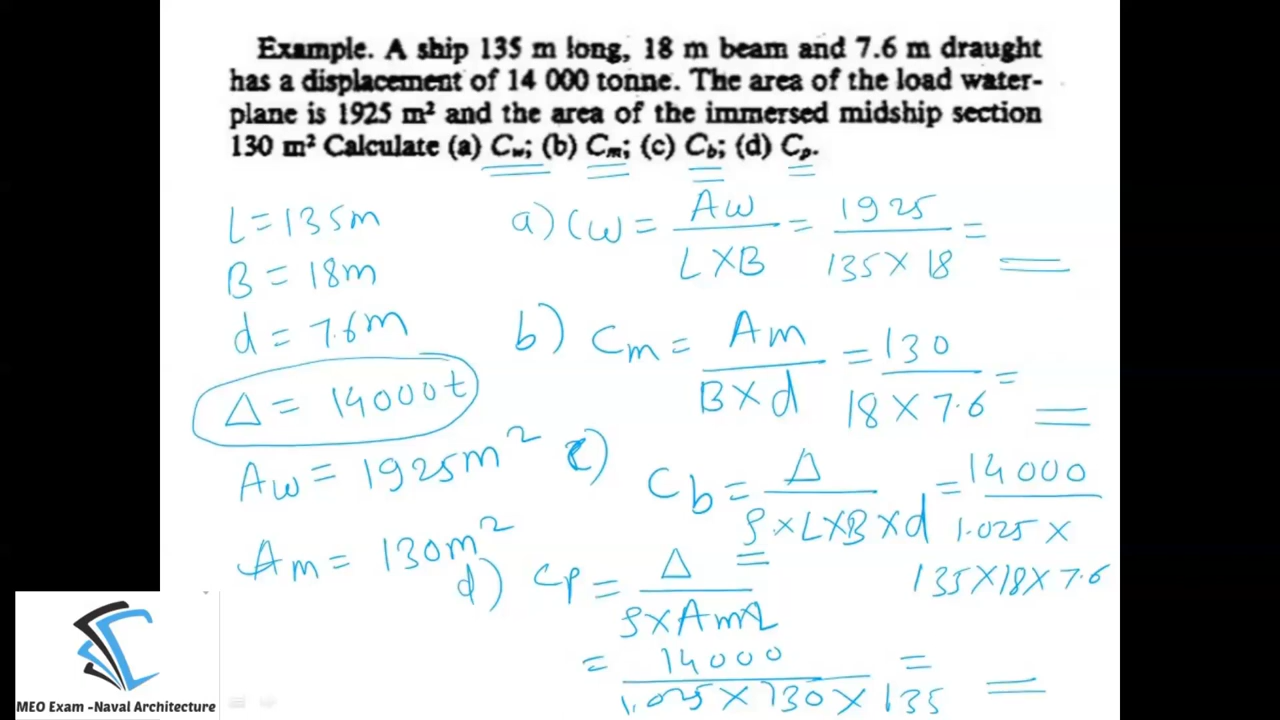 Example. A ship 135 m long, 18 m beam and 7.6 m draught
has a displacement of 14 000 tonne. The area of the load water-
plane is 1925 m² and the area of the immersed midship section
130 m² Calculate (a) Cw; (b) Cm; (c) Cb; (d) Cp.
L = 135m
B = 18m
d = 7.6m
Δ = 14000t
Aw = 1925m²
Am = 130m²
a) Cw = Aw / L×B = 1925 / 135×18 =
b) Cm = Am / B×d = 130 / 18×7.6 =
c) Cb = Δ / ρ×L×B×d = 14000 / 1.025× 135×18×7.6 =
d) Cp = Δ / ρ×Am×L
= 14000 / 1.025×130×135 =
MEO Exam -Naval Architecture